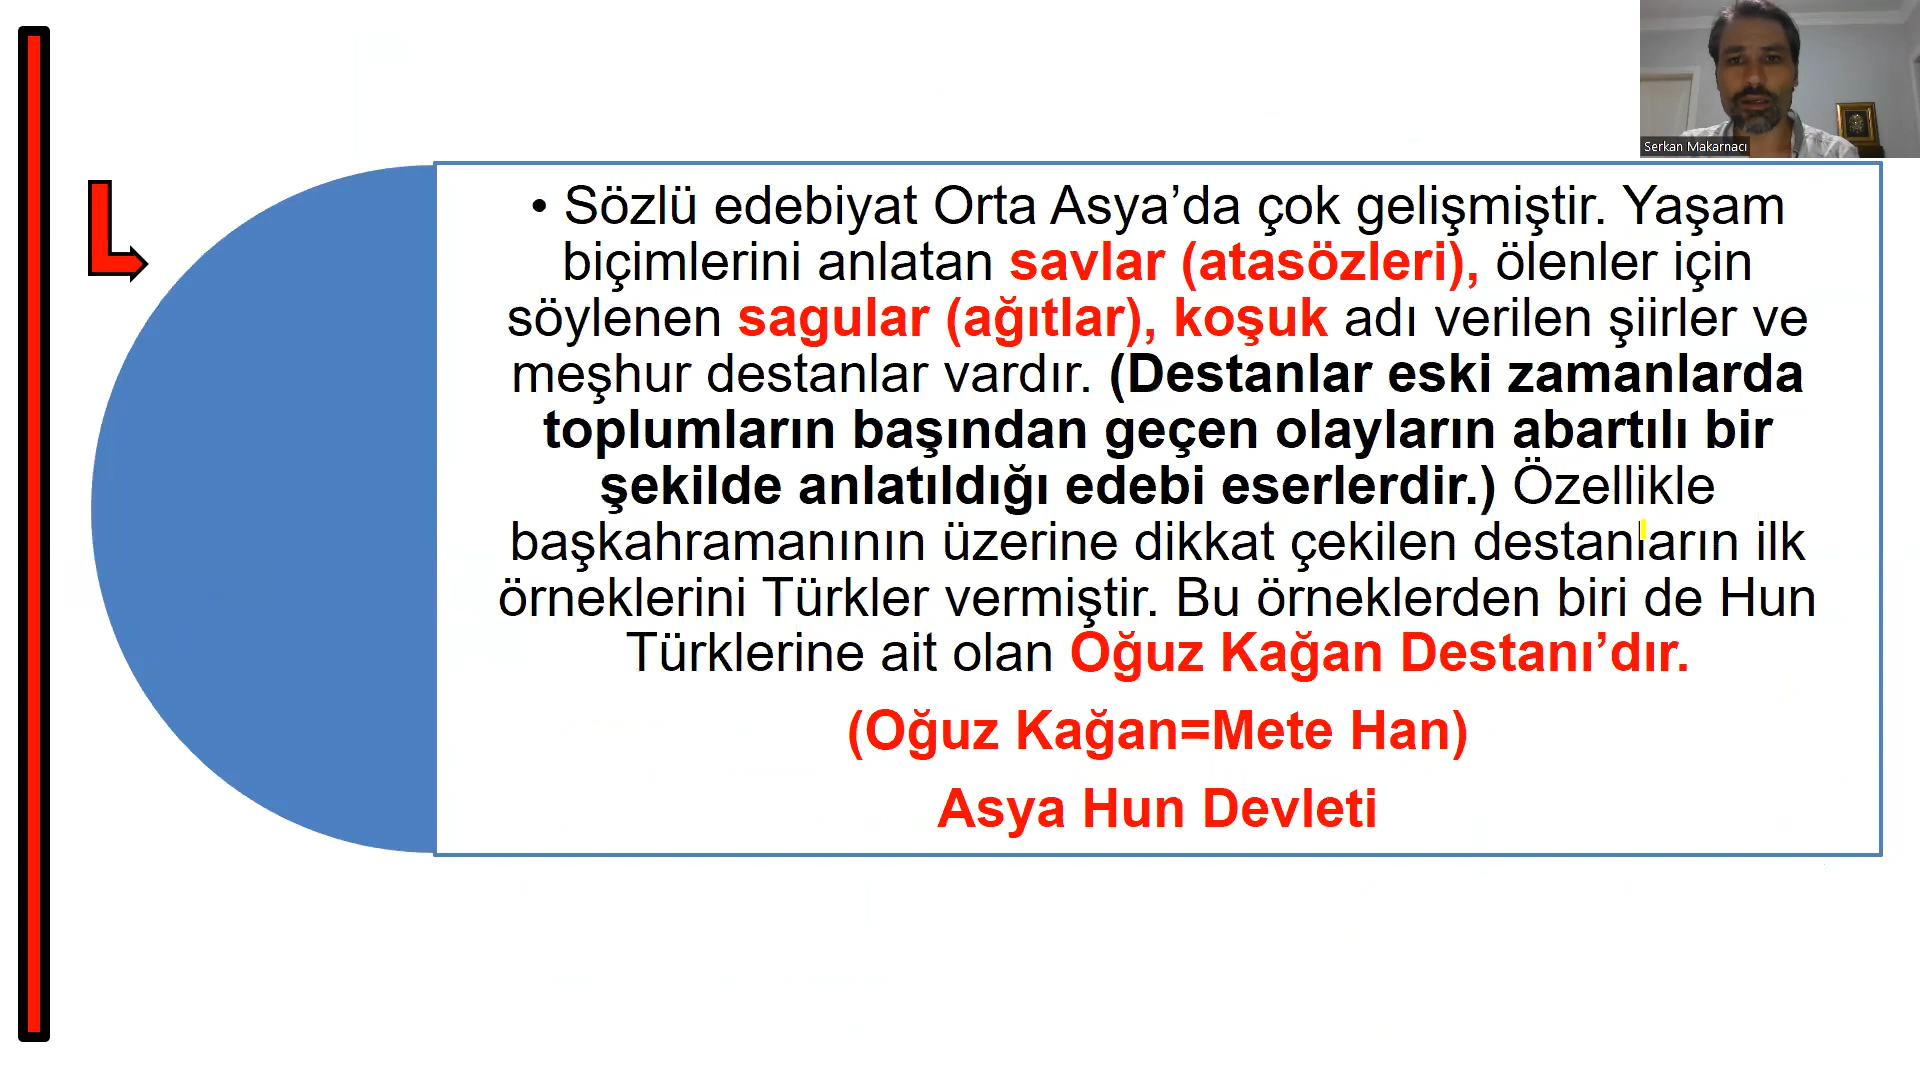 Serkan Makarnacı
• Sözlü edebiyat Orta Asya’da çok gelişmiştir. Yaşam
biçimlerini anlatan savlar (atasözleri), ölenler için
söylenen sagular (ağıtlar), koşuk adı verilen şiirler ve
meşhur destanlar vardır. (Destanlar eski zamanlarda
toplumların başından geçen olayların abartılı bir
şekilde anlatıldığı edebi eserlerdir.) Özellikle
başkahramanının üzerine dikkat çekilen destanların ilk
örneklerini Türkler vermiştir. Bu örneklerden biri de Hun
Türklerine ait olan Oğuz Kağan Destanı’dır.
(Oğuz Kağan=Mete Han)
Asya Hun Devleti